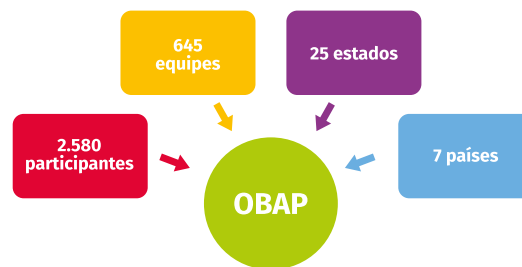 645
equipes
25 estados
2.580
participantes
7 países
OBAP